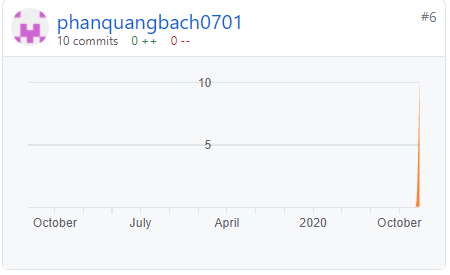 phanquangbach0701 #6
10 commits 0 ++ 0 --
10
5
October July April 2020 October